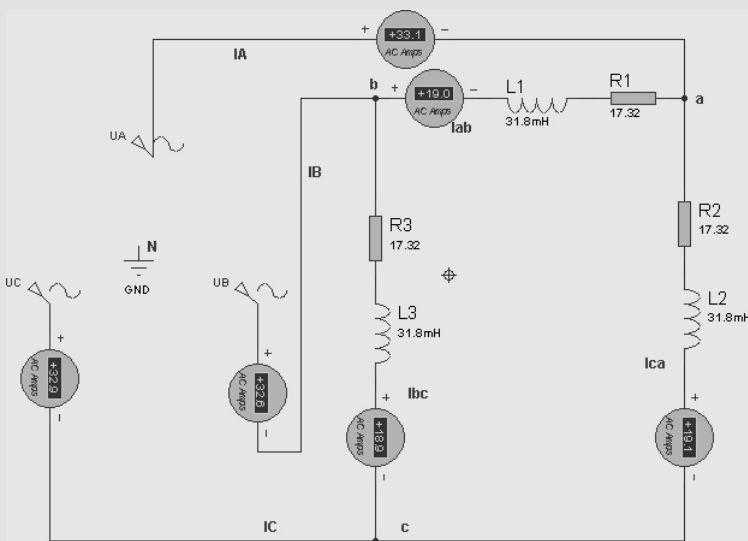 +33.1
AC Amps
IA
b
+19.0
AC Amps
Iab
L1
31.8mH
R1
17.32
a
UA
IB
R3
17.32
R2
17.32
N
GND
UC
UB
L3
31.8mH
L2
31.8mH
+32.9
AC Amps
+32.6
AC Amps
Ibc
Ica
+18.9
AC Amps
+19.1
AC Amps
IC
c